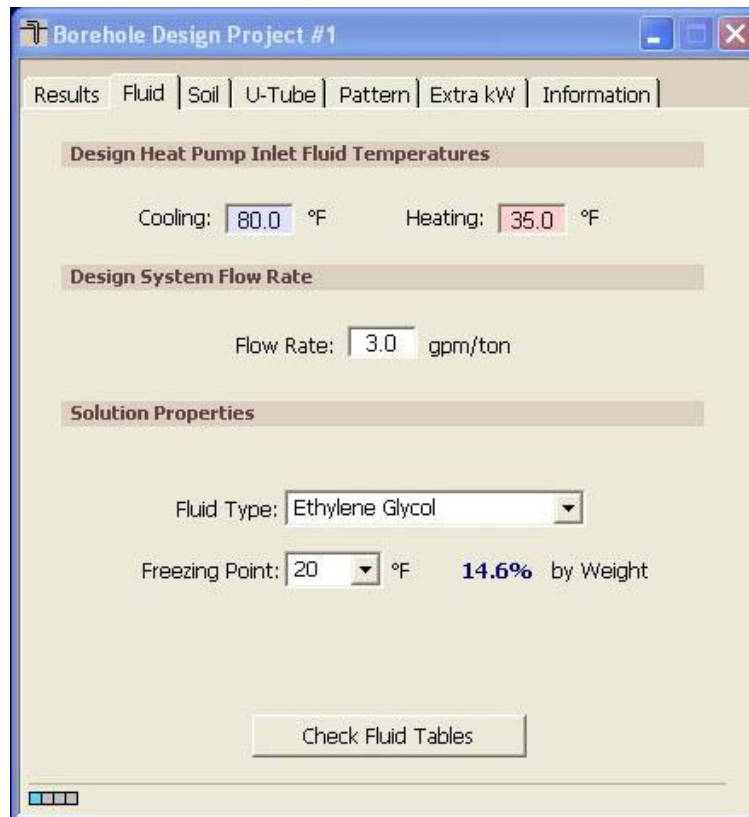 Borehole Design Project #1
Results Fluid Soil U-Tube Pattern Extra kW Information
Design Heat Pump Inlet Fluid Temperatures
Cooling: 80.0 °F Heating: 35.0 °F
Design System Flow Rate
Flow Rate: 3.0 gpm/ton
Solution Properties
Fluid Type: Ethylene Glycol
Freezing Point: 20 °F 14.6% by Weight
Check Fluid Tables